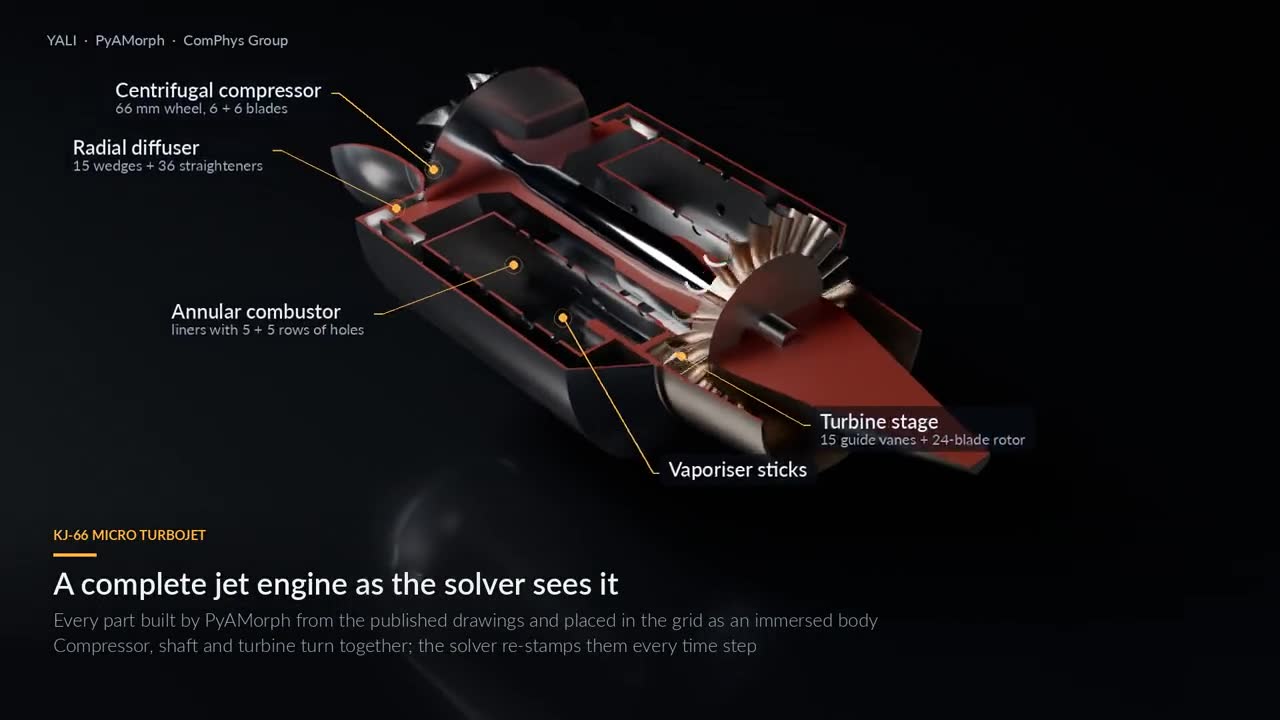 YALI · PyAMorph · ComPhys Group
Centrifugal compressor
66 mm wheel, 6 + 6 blades
Radial diffuser
15 wedges + 36 straighteners
Annular combustor
liners with 5 + 5 rows of holes
Turbine stage
15 guide vanes + 24-blade rotor
Vaporiser sticks
KJ-66 MICRO TURBOJET
A complete jet engine as the solver sees it
Every part built by PyAMorph from the published drawings and placed in the grid as an immersed body
Compressor, shaft and turbine turn together; the solver re-stamps them every time step